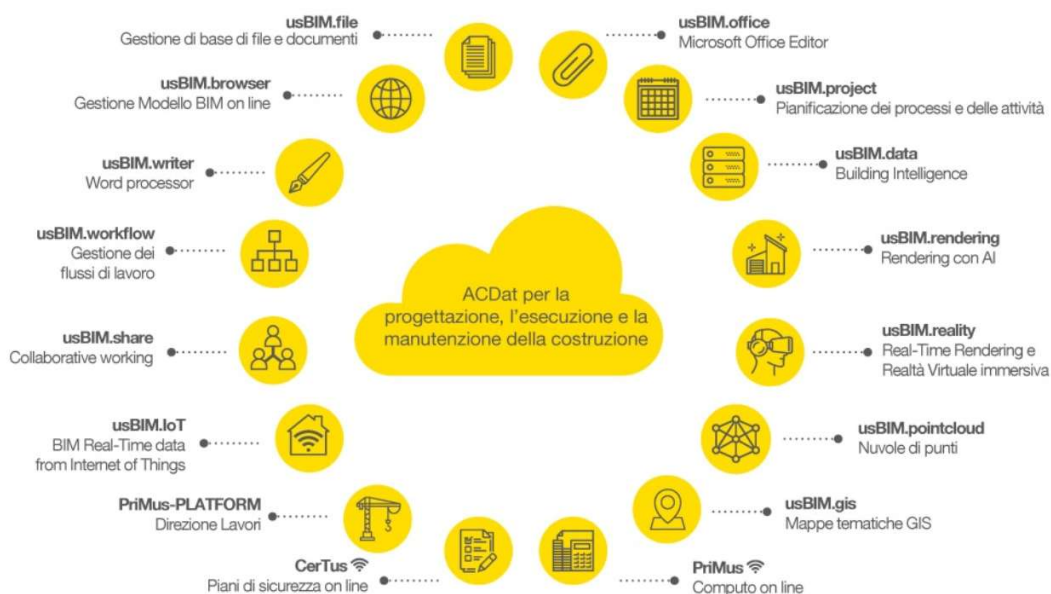 usBIM.file
Gestione di base di file e documenti
usBIM.office
Microsoft Office Editor
usBIM.browser
Gestione Modello BIM on line
usBIM.project
Pianificazione dei processi e delle attività
usBIM.writer
Word processor
usBIM.data
Building Intelligence
usBIM.workflow
Gestione dei
flussi di lavoro
usBIM.rendering
Rendering con AI
ACDat per la
progettazione, l'esecuzione e la
manutenzione della costruzione
usBIM.share
Collaborative working
usBIM.reality
Real-Time Rendering e
Realtà Virtuale immersiva
usBIM.IoT
BIM Real-Time data
from Internet of Things
usBIM.pointcloud
Nuvole di punti
PriMus-PLATFORM
Direzione Lavori
usBIM.gis
Mappe tematiche GIS
CerTus
Piani di sicurezza on line
PriMus
Computo on line